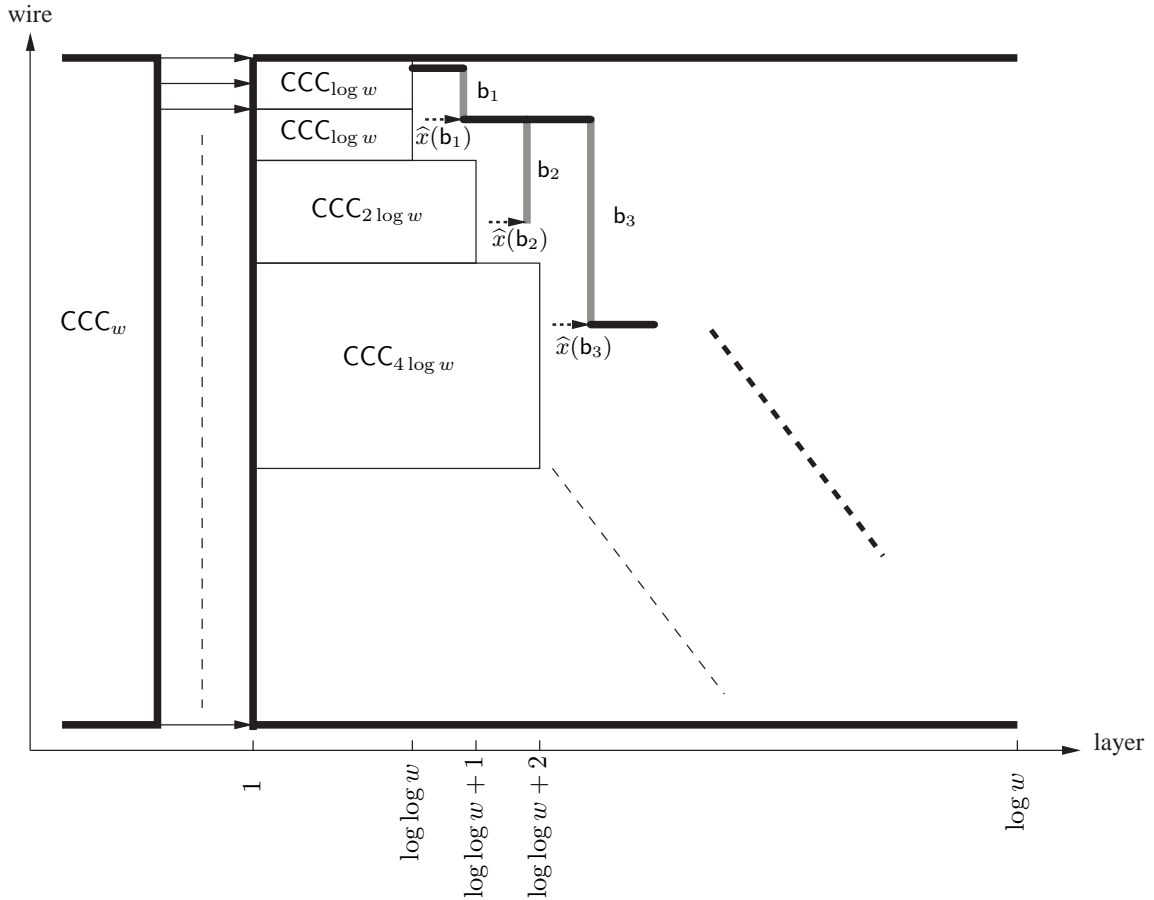 wire
CCC_{log w}
b_1
CCC_{log w}
x̂(b_1)
b_2
CCC_{2 log w}
b_3
x̂(b_2)
CCC_w
x̂(b_3)
CCC_{4 log w}
layer
1
log log w
log log w + 1
log log w + 2
log w